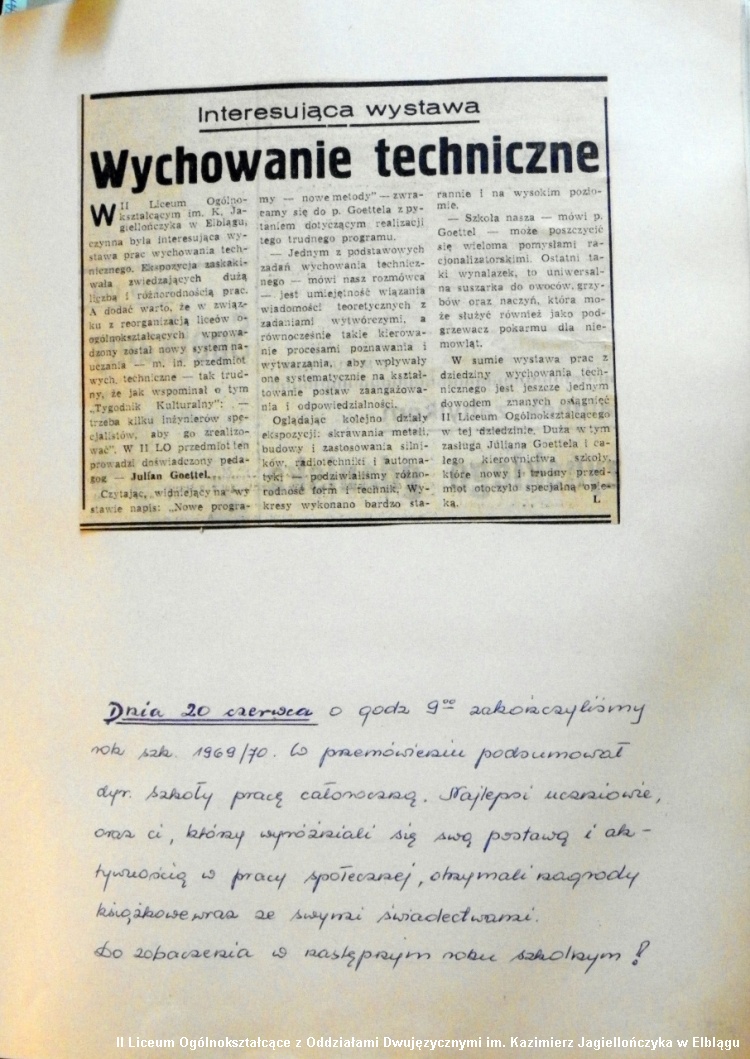 Interesująca wystawa
Wychowanie techniczne
W II Liceum Ogólno-
kształcącym im. K. Ja-
giellończyka w Elblągu,
czynna była interesująca wy-
stawa prac wychowania tech-
nicznego. Ekspozycja zaskaki-
wała zwiedzających dużą
liczbą i różnorodnością prac.
A dodać warto, że w związ-
ku z reorganizacją liceów o-
ogólnokształcących wprowa-
dzony został nowy system na-
uczania — m. in. przedmiot
wych. techniczne — tak trud-
ny, że jak wspominał o tym
„Tygodnik Kulturalny": —
trzeba kilku inżynierów spe-
cjalistów, aby go zrealizo-
wać". W II LO przedmiot ten
prowadzi doświadczony peda-
gog — Julian Goettel.
Czytając, widniejący na wy-
stawie napis: „Nowe progra-
my — nowe metody" — zwra-
camy się do p. Goettela z py-
taniem dotyczącym realizacji
tego trudnego programu.
— Jednym z podstawowych
zadań wychowania technicz-
nego — mówi nasz rozmówca
— jest umiejętność wiązania
wiadomości teoretycznych z
zadaniami wytwórczymi, a
równocześnie takie kierowa-
nie procesami poznawania i
wytwarzania, aby wpływały
one systematycznie na kształ-
towanie postaw zaangażowa-
nia i odpowiedzialności.
Oglądając kolejno działy
ekspozycji: skrawania metali,
budowy i zastosowania silni-
ków, radiotechniki i automa-
tyki — podziwialiśmy różno-
rodność form i technik. Wy-
kresy wykonano bardzo sta-
rannie i na wysokim pozio-
mie.
— Szkoła nasza — mówi p.
Goettel — może poszczycić
się wieloma pomysłami ra-
cjonalizatorskimi. Ostatni ta-
ki wynalazek, to uniwersal-
na suszarka do owoców, grzy-
bów oraz naczyń, która mo-
że służyć również jako pod-
grzewacz pokarmu dla nie-
mowląt.
W sumie wystawa prac z
dziedziny wychowania tech-
nicznego jest jeszcze jednym
dowodem znanych osiągnięć
II Liceum Ogólnokształcącego
w tej dziedzinie. Duża w tym
zasługa Juliana Goettela i ca-
łego kierownictwa szkoły,
które nowy i trudny przed-
miot otoczyło specjalną opie-
ką.
I.
Dnia 20 czerwca o godz 9⁰⁰ zakończyliśmy
rok szk. 1969/70. W przemówieniu podsumował
dyr. szkoły pracę całoroczną. Najlepsi uczniowie,
oraz ci, którzy wyróżniali się swą postawą i ak-
tywnością w pracy społecznej, otrzymali nagrody
książkowe wraz ze swymi świadectwami.
Do zobaczenia w następnym roku szkolnym!
II Liceum Ogólnokształcące z Oddziałami Dwujęzycznymi im. Kazimierz Jagiellończyka w Elblągu